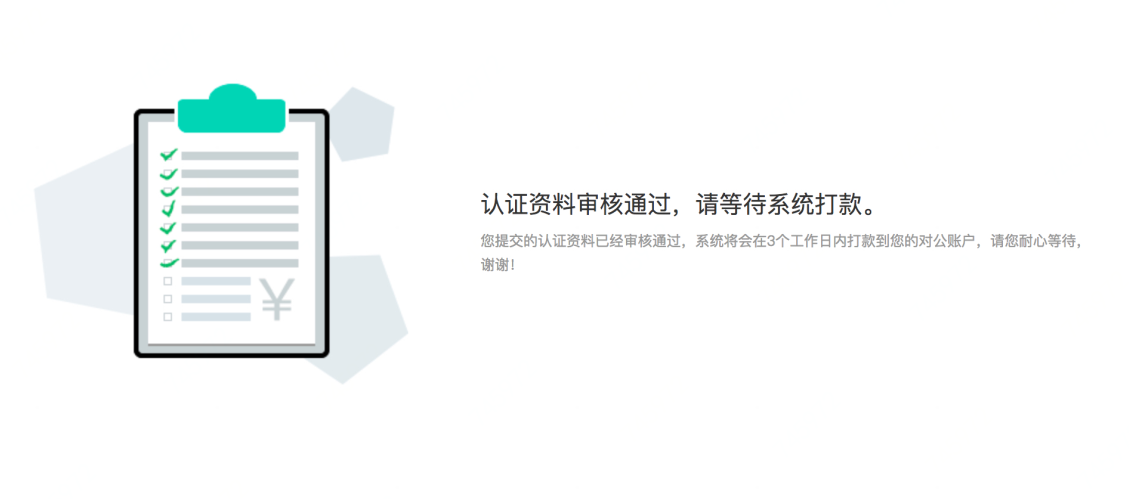 认证资料审核通过，请等待系统打款。
您提交的认证资料已经审核通过，系统将会在3个工作日内打款到您的对公账户，请您耐心等待，
谢谢！
¥